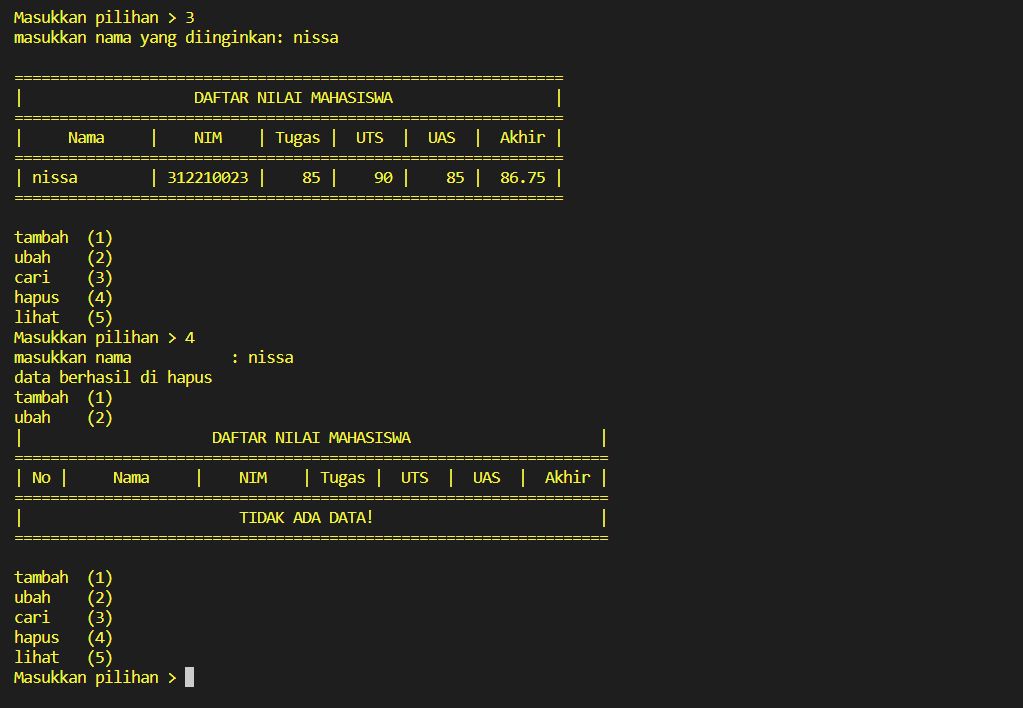 Masukkan pilihan > 3
masukkan nama yang diinginkan: nissa
=============================================================
|                   DAFTAR NILAI MAHASISWA                  |
=============================================================
|     Nama     |    NIM    | Tugas |  UTS  |  UAS  |  Akhir |
=============================================================
| nissa        | 312210023 |    85 |    90 |    85 |  86.75 |
=============================================================
tambah  (1)
ubah    (2)
cari    (3)
hapus   (4)
lihat   (5)
Masukkan pilihan > 4
masukkan nama           : nissa
data berhasil di hapus
tambah  (1)
ubah    (2)
|                     DAFTAR NILAI MAHASISWA                     |
==================================================================
| No |     Nama     |    NIM    | Tugas |  UTS  |  UAS  |  Akhir |
==================================================================
|                        TIDAK ADA DATA!                         |
==================================================================
tambah  (1)
ubah    (2)
cari    (3)
hapus   (4)
lihat   (5)
Masukkan pilihan >